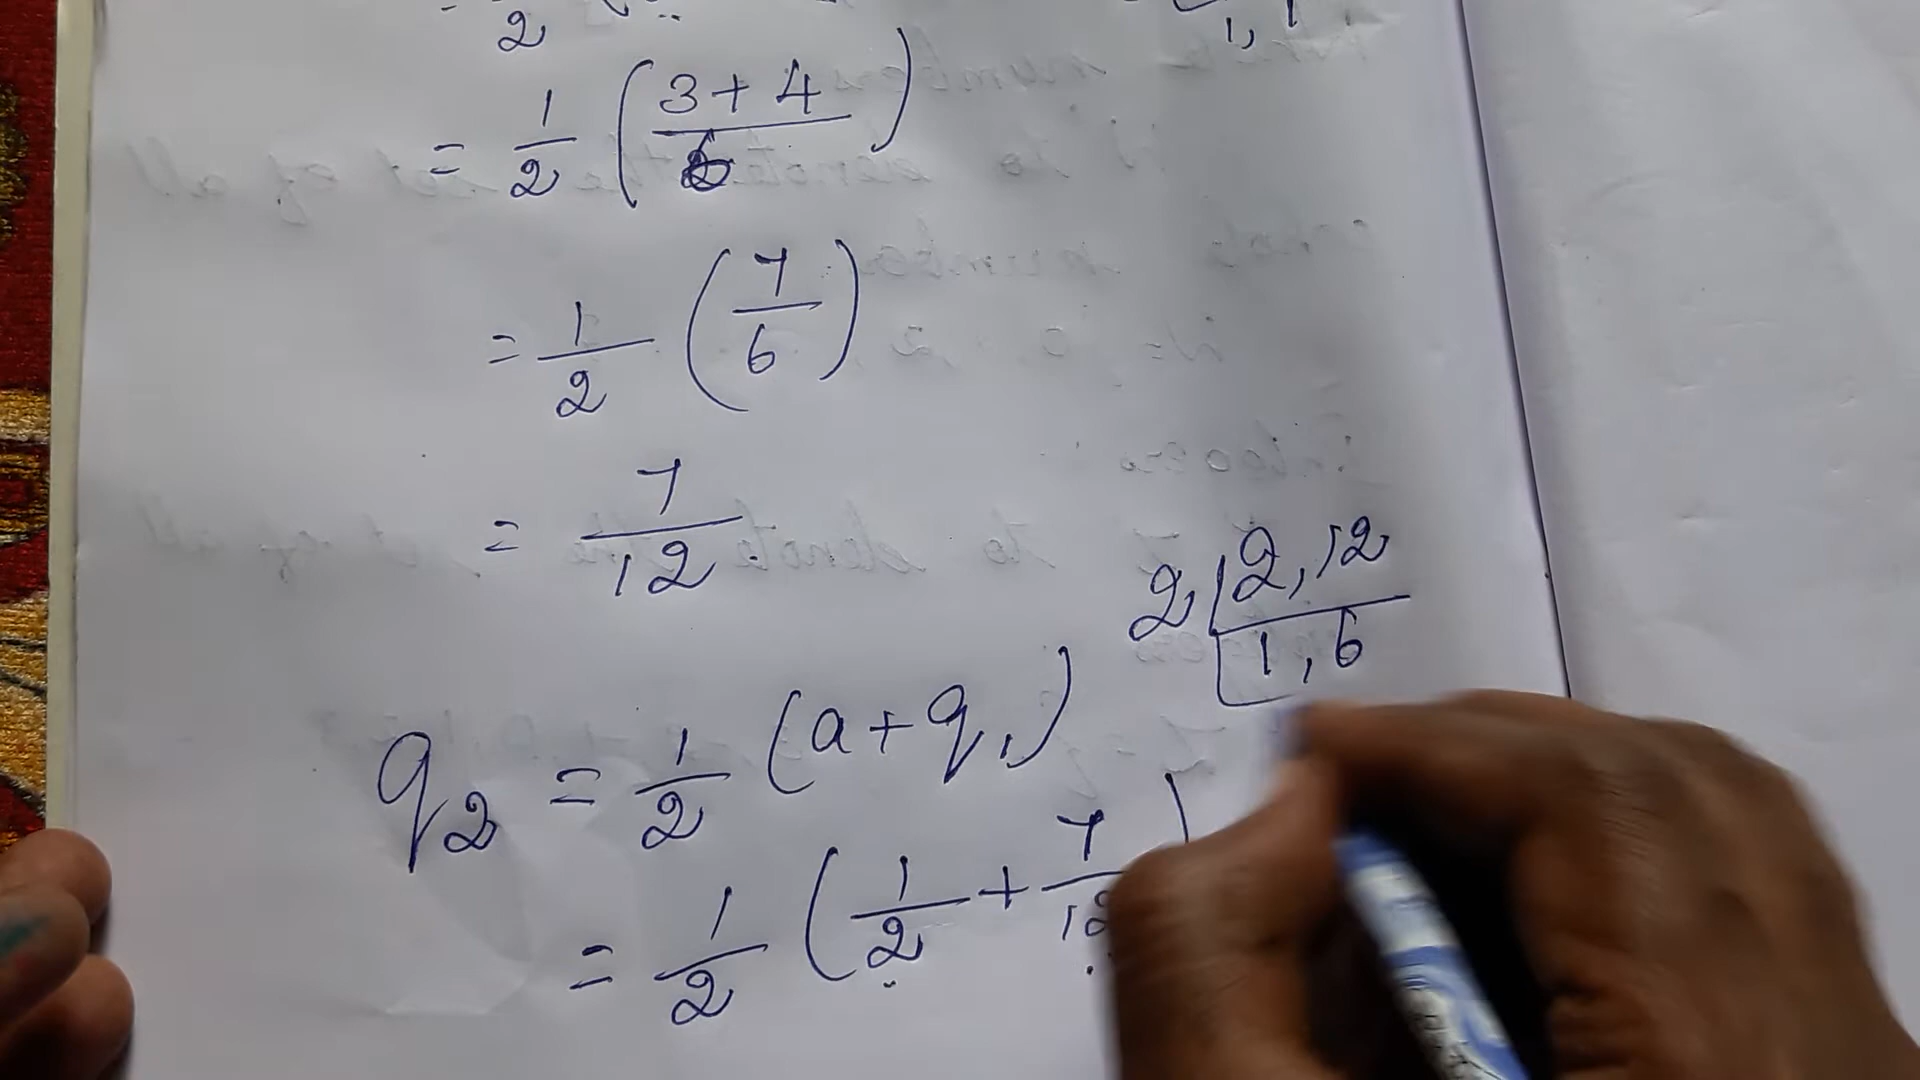 = 1/2 ( (3 + 4)/6 )
= 1/2 ( 7/6 )
= 7/12
2 | 2, 12
1, 6
q₂ = 1/2 (a + q₁)
= 1/2 ( 1/2 + 7/12 )